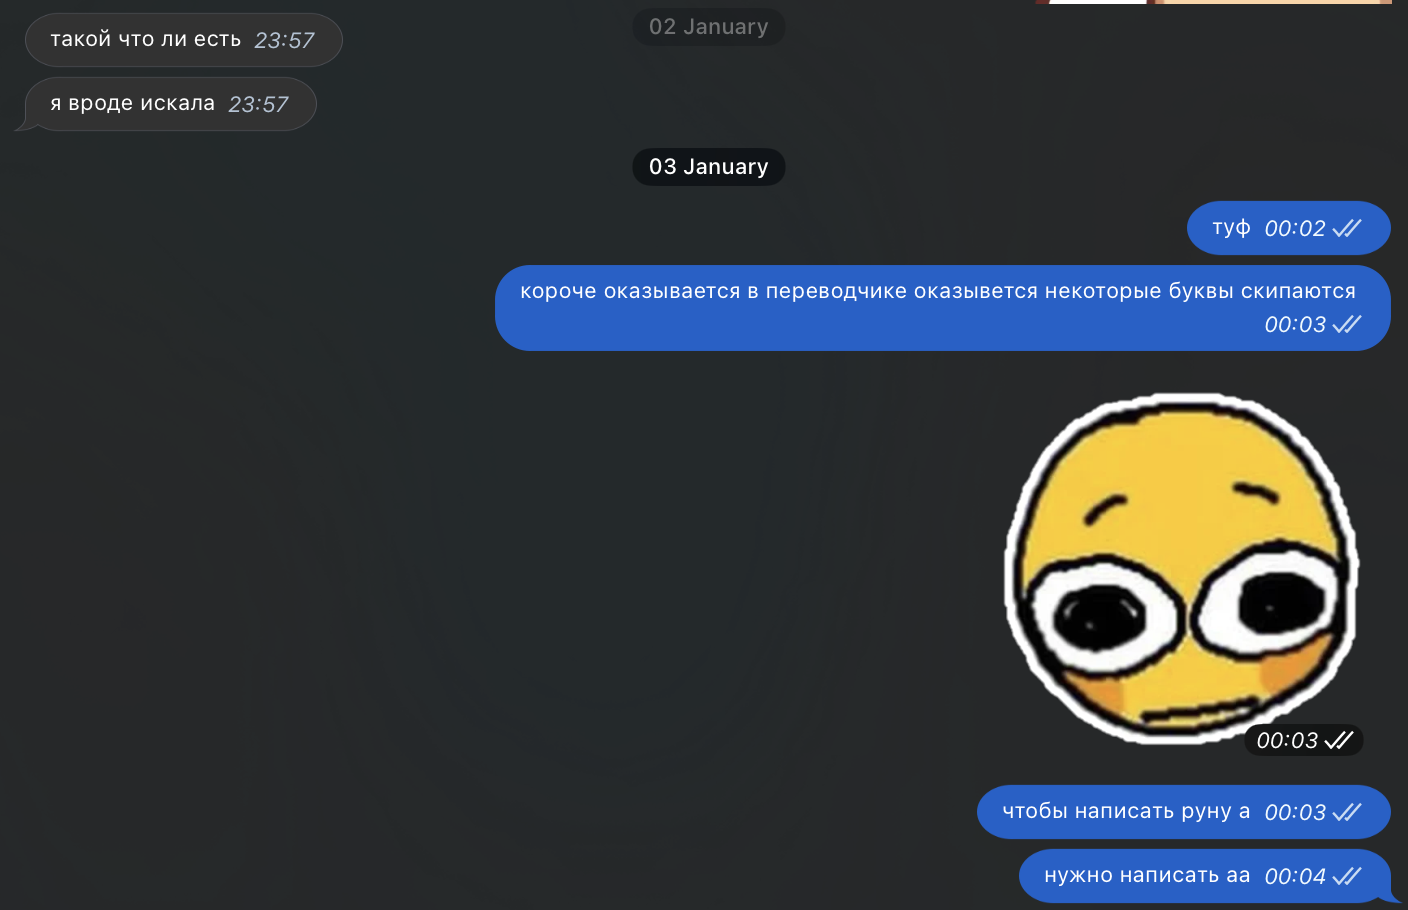 02 January
такой что ли есть 23:57
я вроде искала 23:57
03 January
туф 00:02
короче оказывается в переводчике оказывется некоторые буквы скипаются
00:03
00:03
чтобы написать руну а 00:03
нужно написать аа 00:04